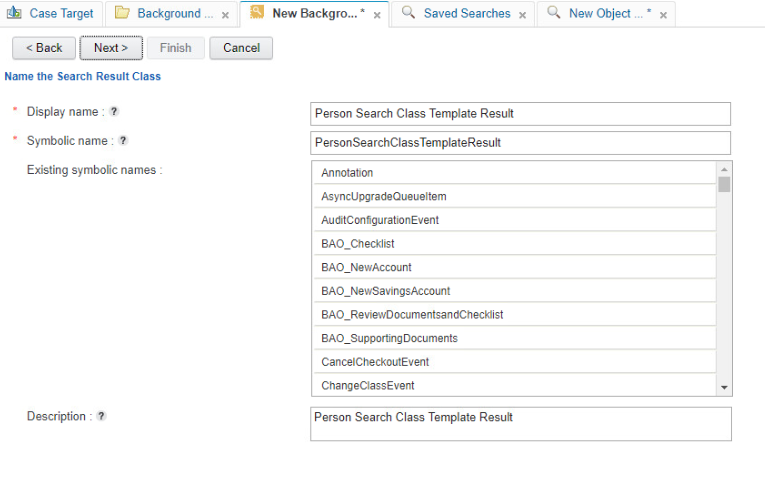 Case Target
Background ... x
New Backgro... * x
Saved Searches x
New Object ... * x
< Back
Next >
Finish
Cancel
Name the Search Result Class
* Display name : ?
Person Search Class Template Result
* Symbolic name : ?
PersonSearchClassTemplateResult
Existing symbolic names :
Annotation
AsyncUpgradeQueueItem
AuditConfigurationEvent
BAO_Checklist
BAO_NewAccount
BAO_NewSavingsAccount
BAO_ReviewDocumentsandChecklist
BAO_SupportingDocuments
CancelCheckoutEvent
ChangeClassEvent
Description : ?
Person Search Class Template Result